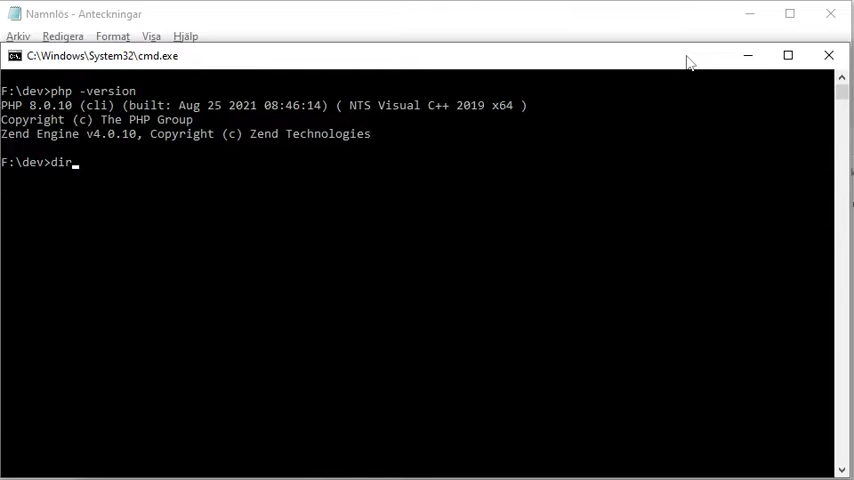 Namnlös - Anteckningar
Arkiv Redigera Format Visa Hjälp
C:\Windows\System32\cmd.exe
F:\dev>php -version
PHP 8.0.10 (cli) (built: Aug 25 2021 08:46:14) ( NTS Visual C++ 2019 x64 )
Copyright (c) The PHP Group
Zend Engine v4.0.10, Copyright (c) Zend Technologies
F:\dev>dir